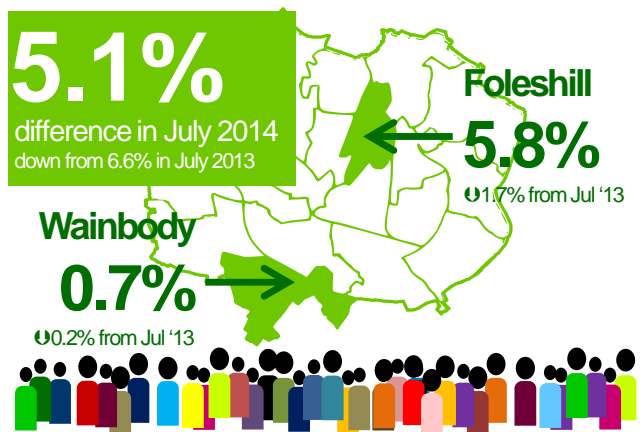 5.1%
difference in July 2014
down from 6.6% in July 2013
Foleshill
5.8%
1.7% from Jul ‘13
Wainbody
0.7%
0.2% from Jul ‘13